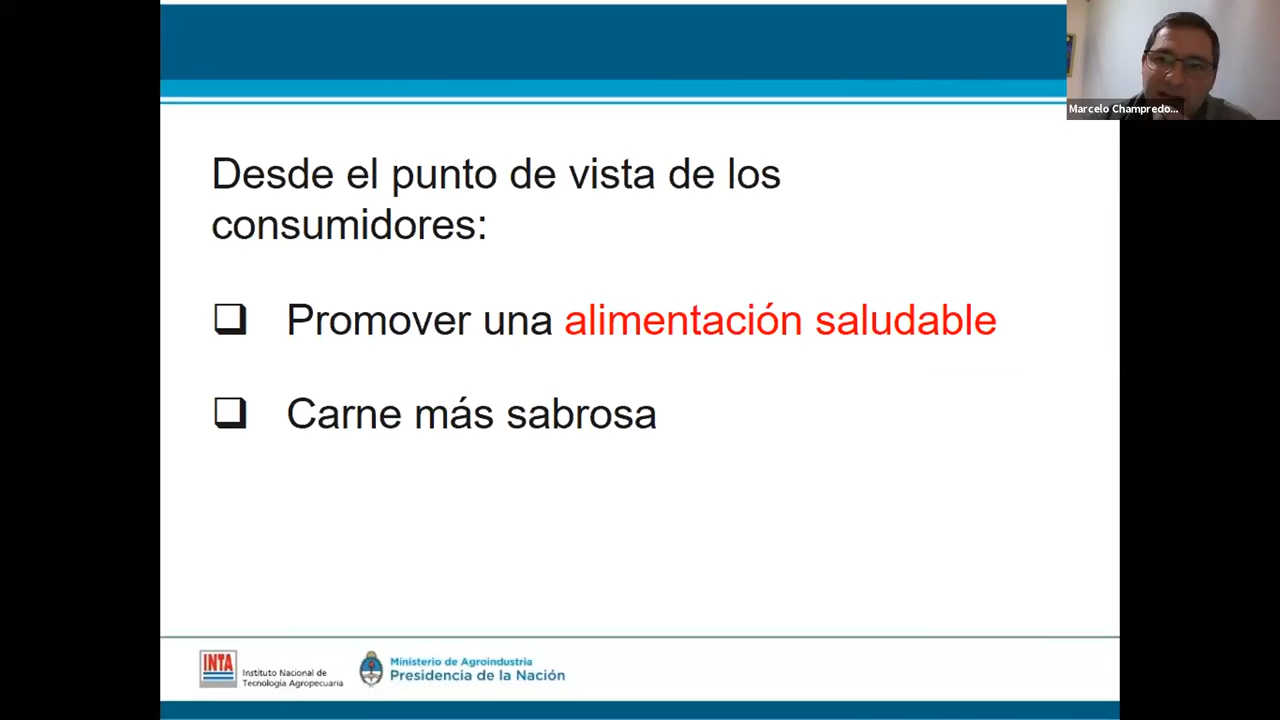 Marcelo Champredo...
Desde el punto de vista de los
consumidores:
Promover una alimentación saludable
Carne más sabrosa
INTA
Instituto Nacional de
Tecnología Agropecuaria
Ministerio de Agroindustria
Presidencia de la Nación